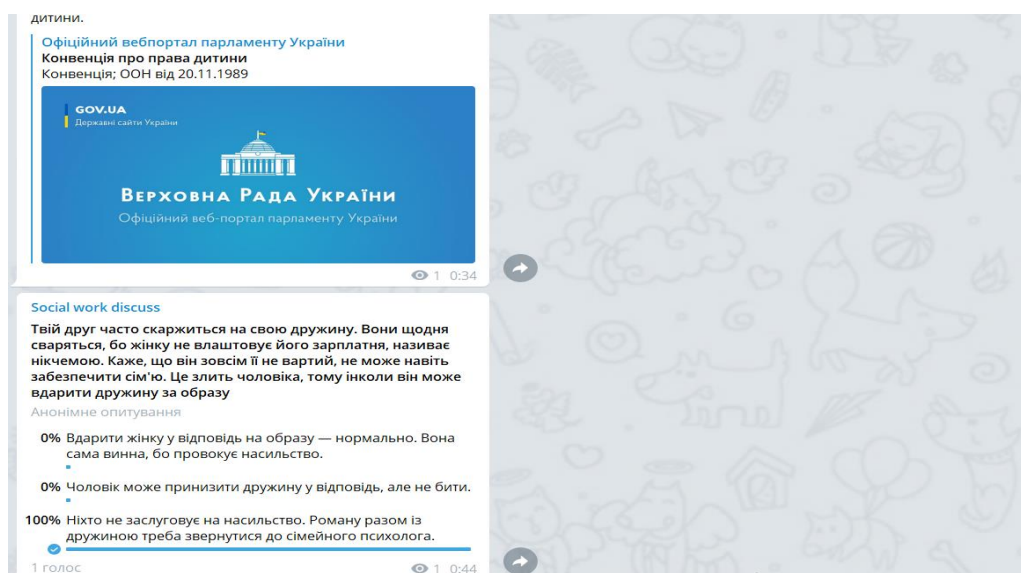 дитини.
Офіційний вебпортал парламенту України
Конвенція про права дитини
Конвенція; ООН від 20.11.1989
GOV.UA
Державні сайти України
ВЕРХОВНА РАДА УКРАЇНИ
Офіційний веб-портал парламенту України
1 0:34
Social work discuss
Твій друг часто скаржиться на свою дружину. Вони щодня
сваряться, бо жінку не влаштовує його зарплатня, називає
нікчемою. Каже, що він зовсім її не вартий, не може навіть
забезпечити сім'ю. Це злить чоловіка, тому інколи він може
вдарити дружину за образу
Анонімне опитування
0% Вдарити жінку у відповідь на образу — нормально. Вона
сама винна, бо провокує насильство.
0% Чоловік може принизити дружину у відповідь, але не бити.
100% Ніхто не заслуговує на насильство. Роману разом із
дружиною треба звернутися до сімейного психолога.
1 голос 1 0:44